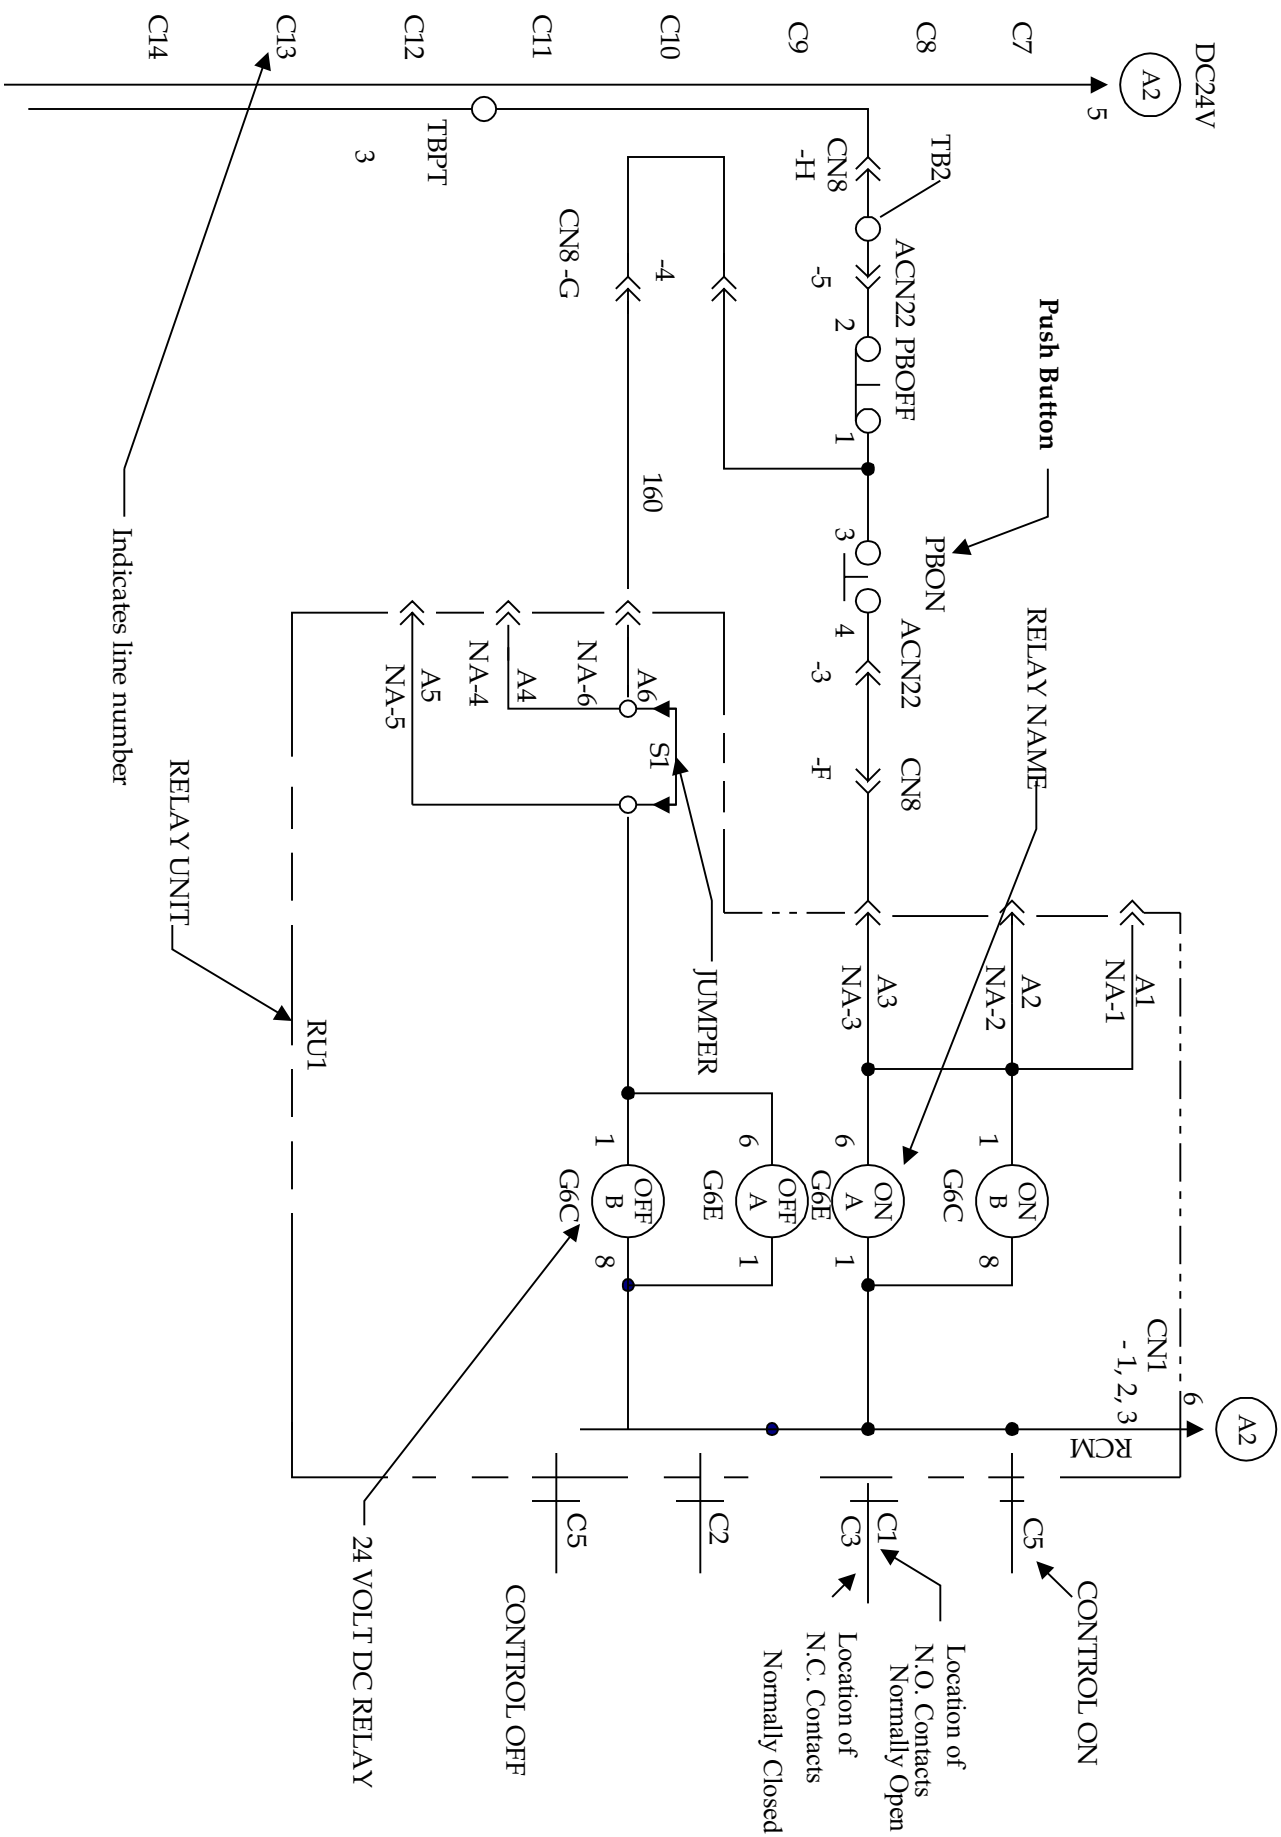 DC24V
A2
5
C7
C8
C9
C10
C11
C12
C13
C14
TBPT
3
TB2
CN8
-H
ACN22
-5
2
PBOFF
1
Push Button
PBON
3
4
ACN22
-3
CN8
-F
RELAY NAME
-4
CN8 -G
160
A6
NA-6
A4
NA-4
A5
NA-5
S1
JUMPER
A1
NA-1
A2
NA-2
A3
NA-3
1
ON
B
8
G6C
6
ON
A
1
G6E
6
OFF
A
1
G6E
1
OFF
B
8
G6C
CN1
- 1, 2, 3
6
A2
RCM
C5
CONTROL ON
C1
C3
Location of
N.O. Contacts
Normally Open
Location of
N.C. Contacts
Normally Closed
C2
C5
CONTROL OFF
24 VOLT DC RELAY
RU1
RELAY UNIT
Indicates line number